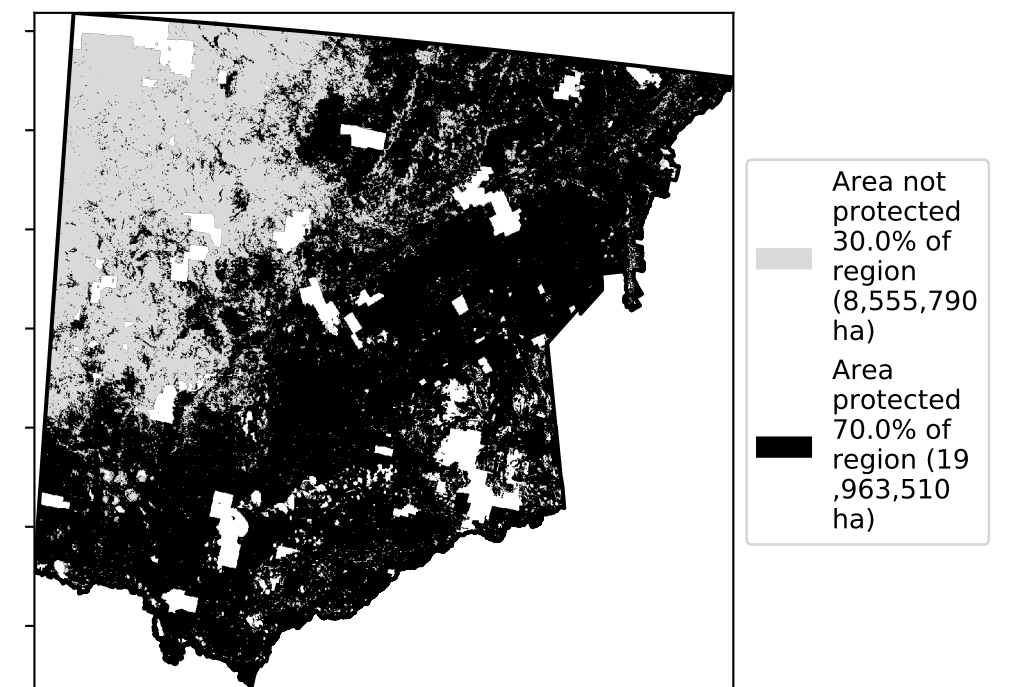 Area not
protected
30.0% of
region
(8,555,790
ha)
Area
protected
70.0% of
region (19
,963,510
ha)